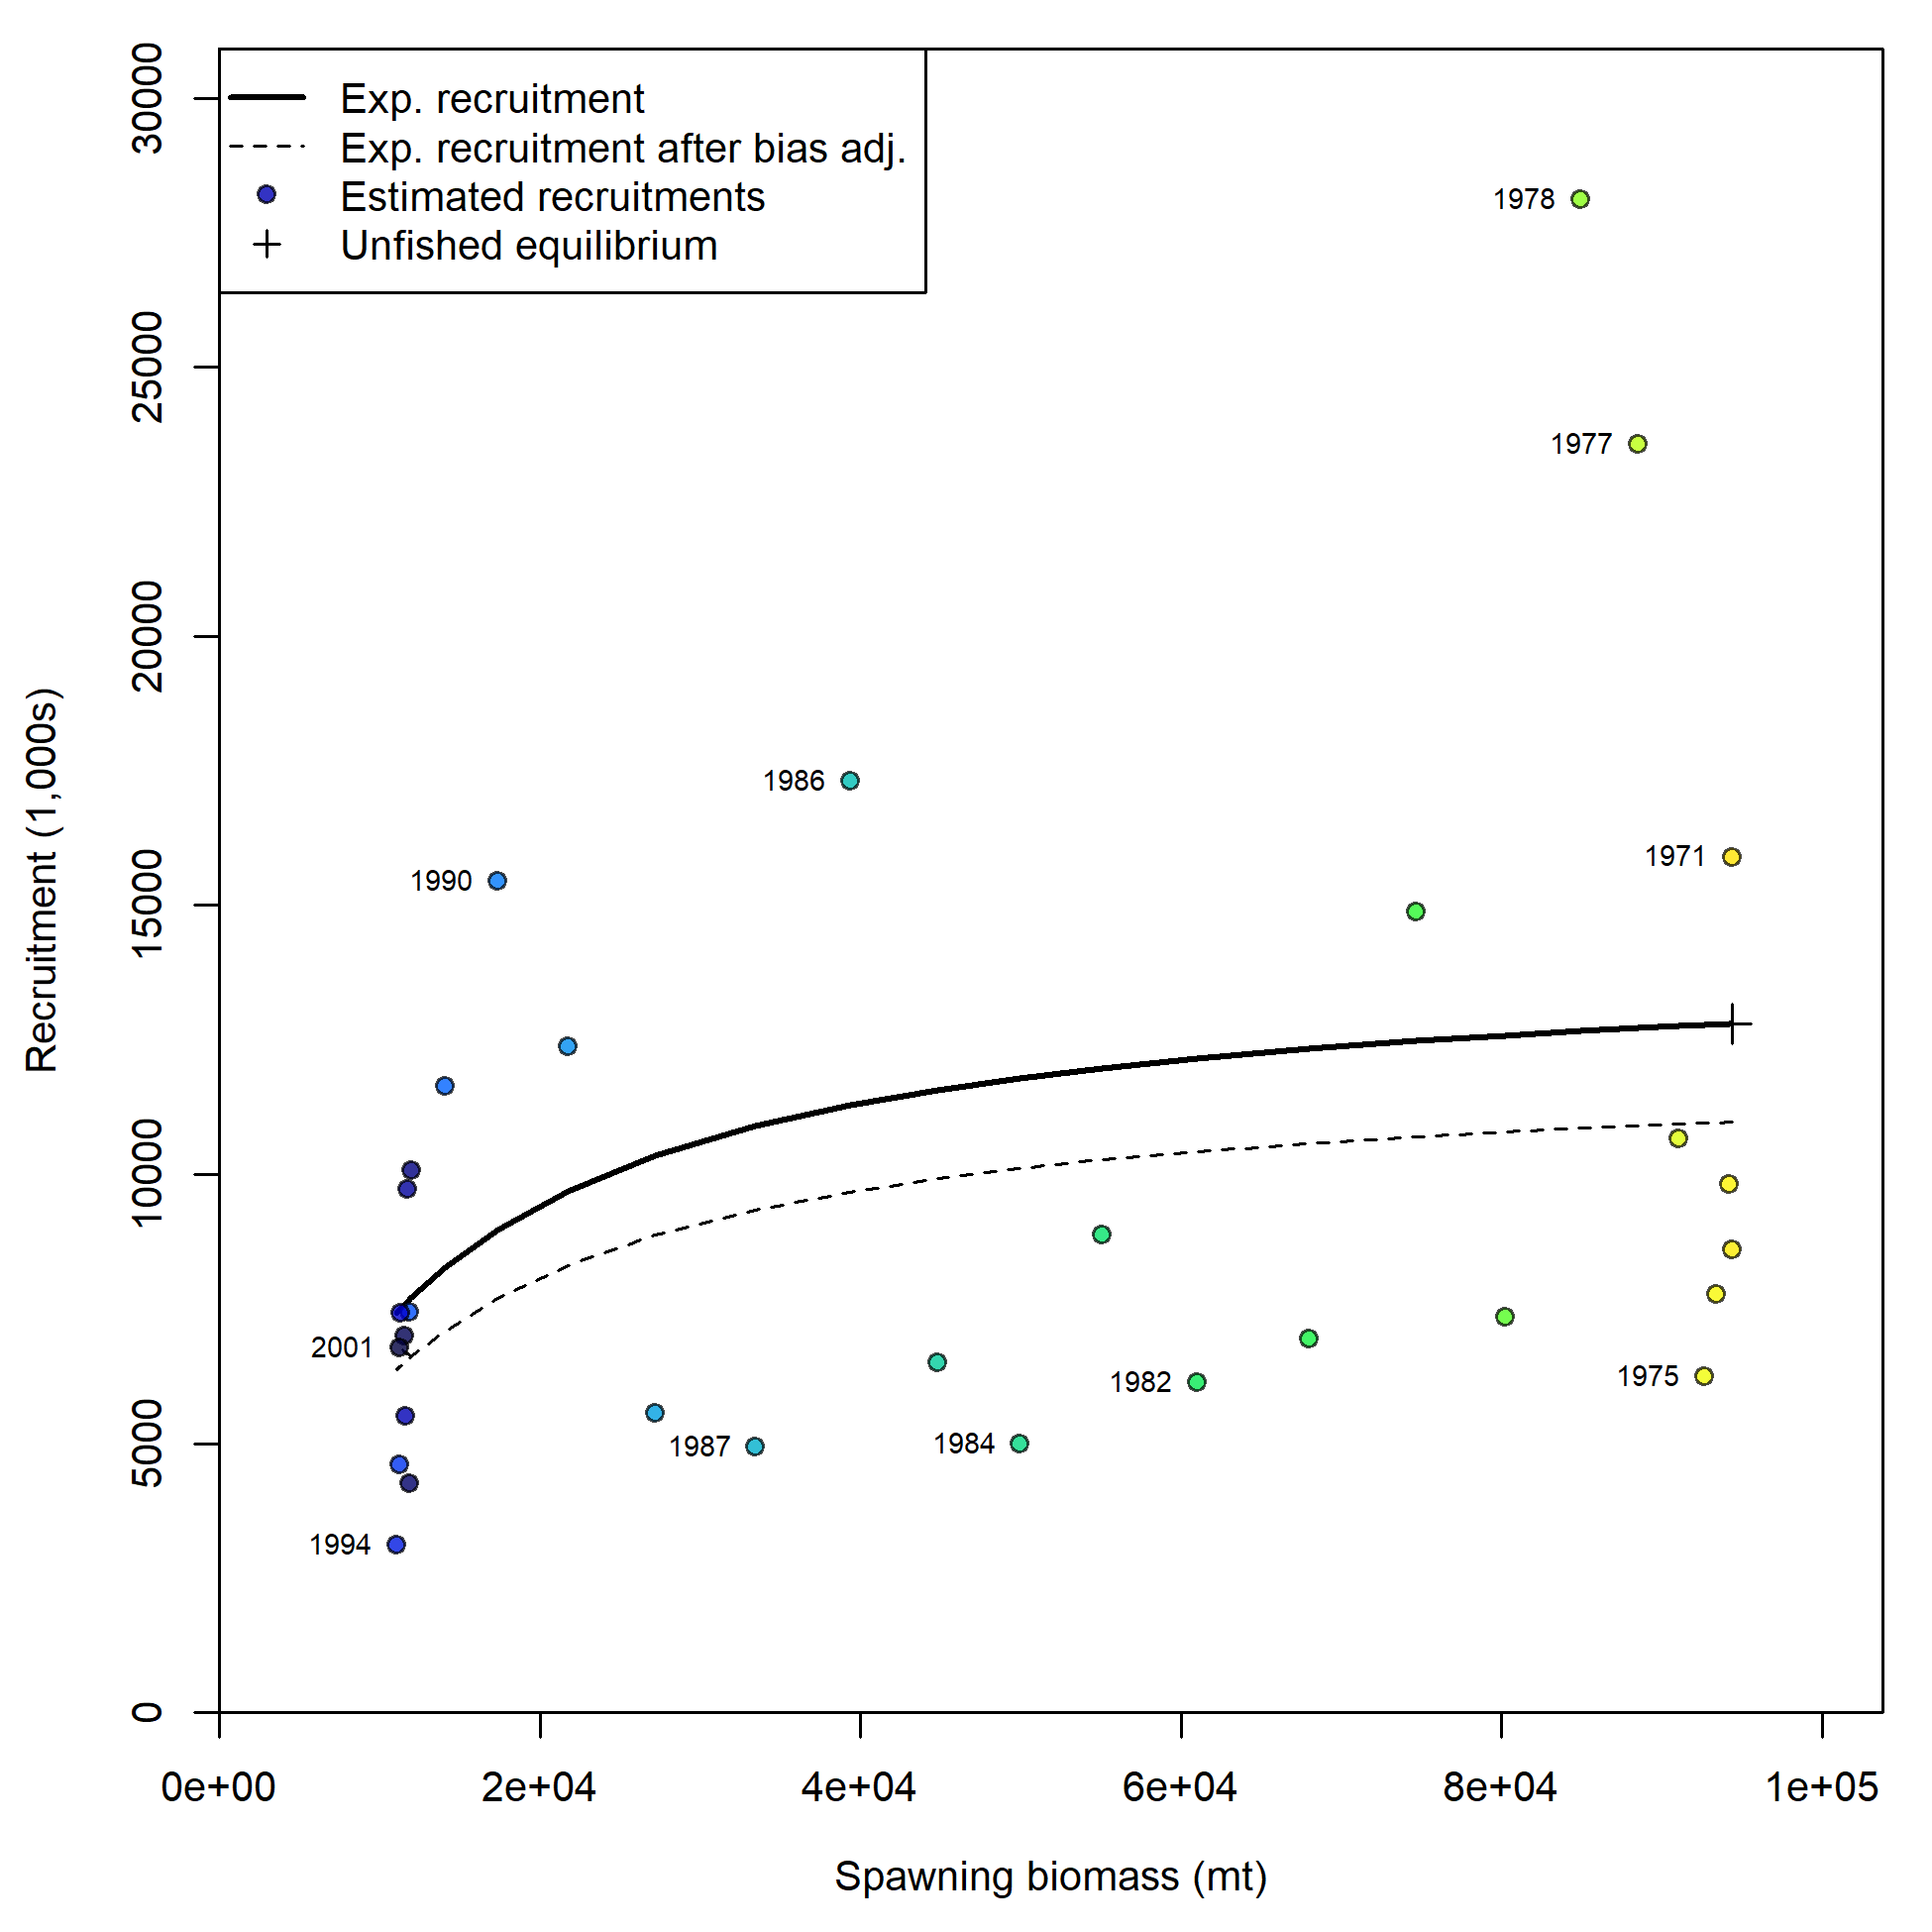 Exp. recruitment
Exp. recruitment after bias adj.
Estimated recruitments
Unfished equilibrium
30000
25000
20000
15000
10000
5000
0
Recruitment (1,000s)
1978
1977
1986
1971
1990
2001
1982
1975
1987
1984
1994
0e+00
2e+04
4e+04
6e+04
8e+04
1e+05
Spawning biomass (mt)